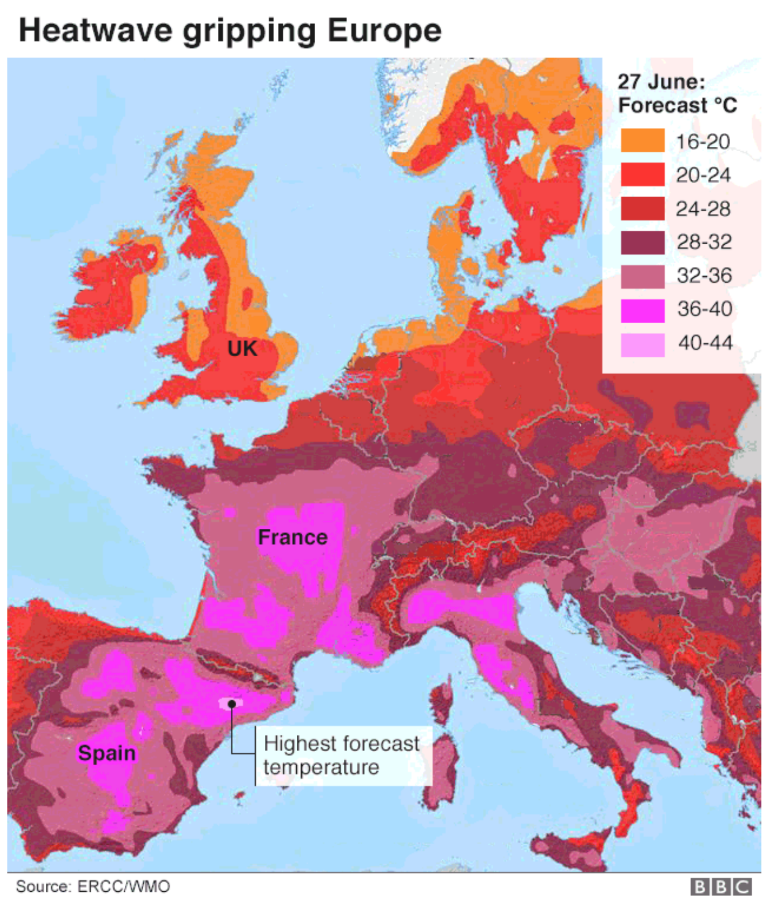 Heatwave gripping Europe
27 June:
Forecast °C
16-20
20-24
24-28
28-32
32-36
36-40
40-44
UK
France
Spain
Highest forecast
temperature
Source: ERCC/WMO
BBC